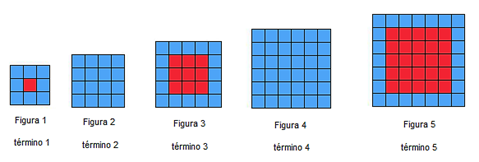 Figura 1
término 1
Figura 2
término 2
Figura 3
término 3
Figura 4
término 4
Figura 5
término 5